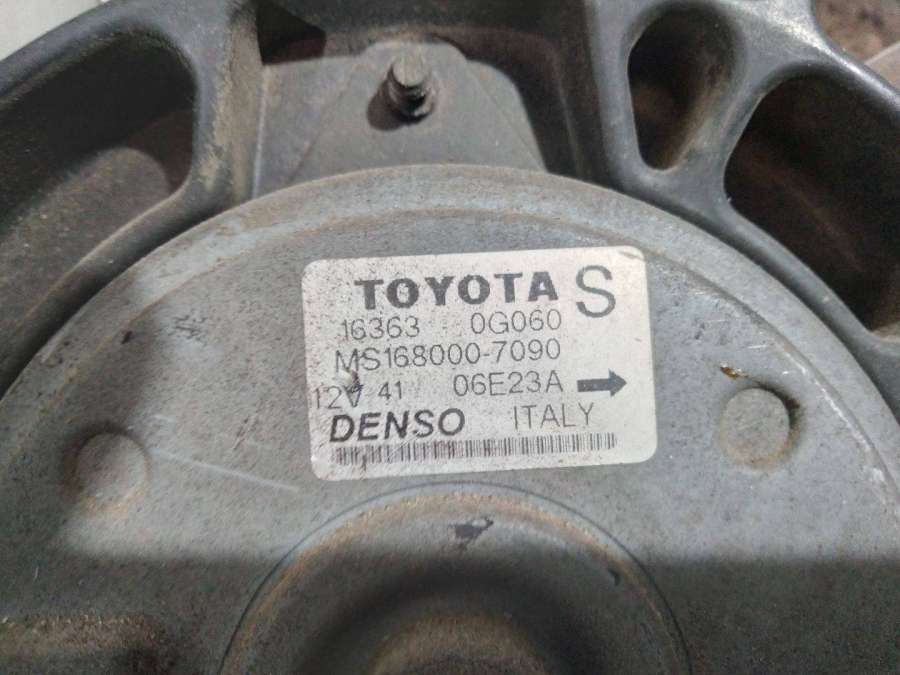 TOYOTA S
16363 0G060
MS168000-7090
12V 41 06E23A
DENSO ITALY